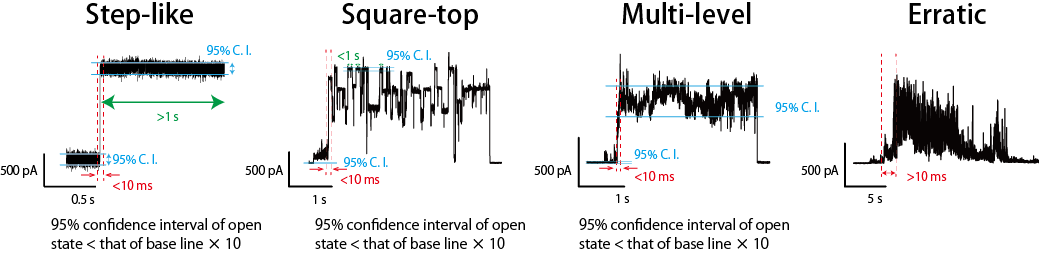 Step-like
95% C. I.
>1 s
95% C. I.
500 pA
<10 ms
0.5 s
95% confidence interval of open
state < that of base line × 10
Square-top
<1 s
95% C. I.
95% C. I.
500 pA
<10 ms
1 s
95% confidence interval of open
state < that of base line × 10
Multi-level
95% C. I.
95% C. I.
500 pA
<10 ms
1 s
95% confidence interval of open
state < that of base line × 10
Erratic
500 pA
>10 ms
5 s